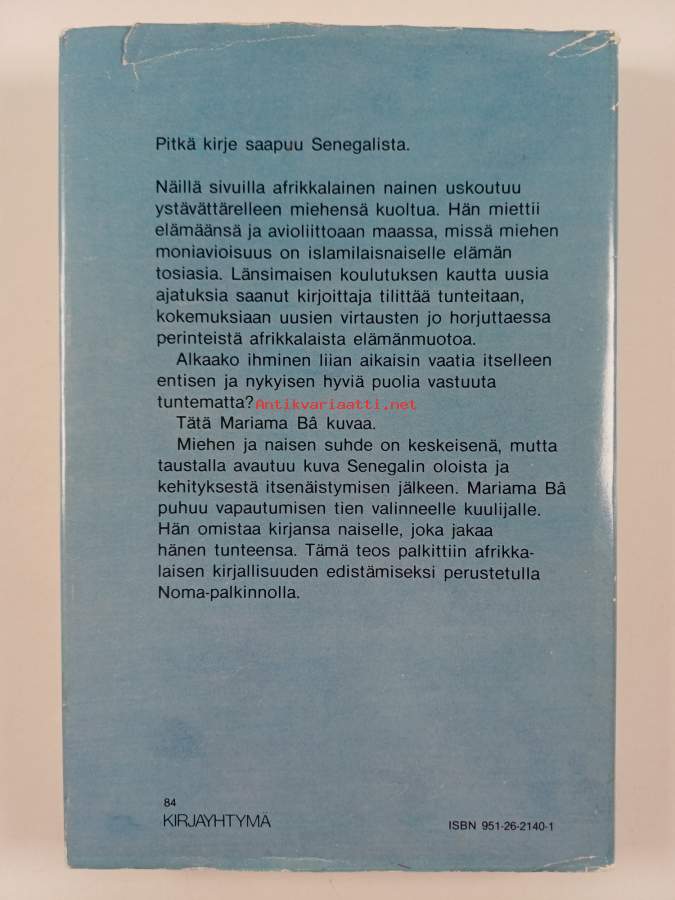 Pitkä kirje saapuu Senegalista.
Näillä sivuilla afrikkalainen nainen uskoutuu
ystävättärelleen miehensä kuoltua. Hän miettii
elämäänsä ja avioliittoaan maassa, missä miehen
moniavioisuus on islamilaisnaiselle elämän
tosiasia. Länsimaisen koulutuksen kautta uusia
ajatuksia saanut kirjoittaja tilittää tunteitaan,
kokemuksiaan uusien virtausten jo horjuttaessa
perinteistä afrikkalaista elämänmuotoa.
Alkaako ihminen liian aikaisin vaatia itselleen
entisen ja nykyisen hyviä puolia vastuuta
tuntematta?
Antikvariaatti.net
Tätä Mariama Bâ kuvaa.
Miehen ja naisen suhde on keskeisenä, mutta
taustalla avautuu kuva Senegalin oloista ja
kehityksestä itsenäistymisen jälkeen. Mariama Bâ
puhuu vapautumisen tien valinneelle kuulijalle.
Hän omistaa kirjansa naiselle, joka jakaa
hänen tunteensa. Tämä teos palkittiin afrikka-
laisen kirjallisuuden edistämiseksi perustetulla
Noma-palkinnolla.
84
KIRJAYHTYMÄ
ISBN 951-26-2140-1